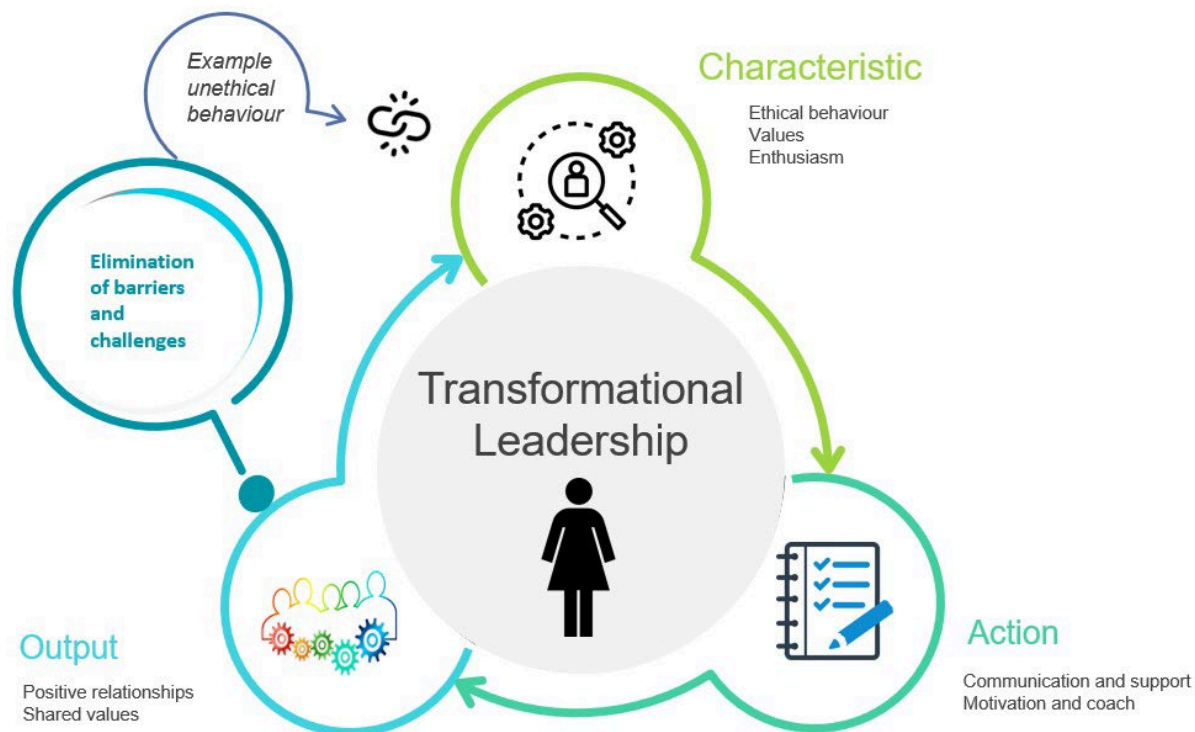 Example
unethical
behaviour
Characteristic
Ethical behaviour
Values
Enthusiasm
Elimination
of barriers
and
challenges
Transformational
Leadership
Output
Positive relationships
Shared values
Action
Communication and support
Motivation and coach